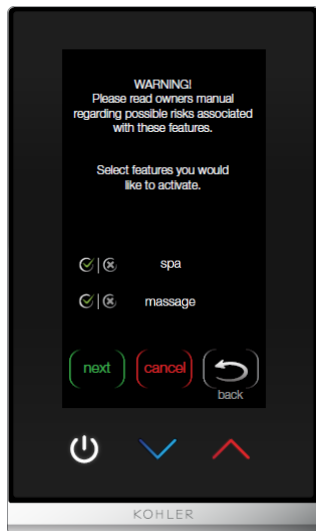 WARNING!
Please read owners manual
regarding possible risks associated
with these features.
Select features you would
like to activate.
spa
massage
next
cancel
back
KOHLER